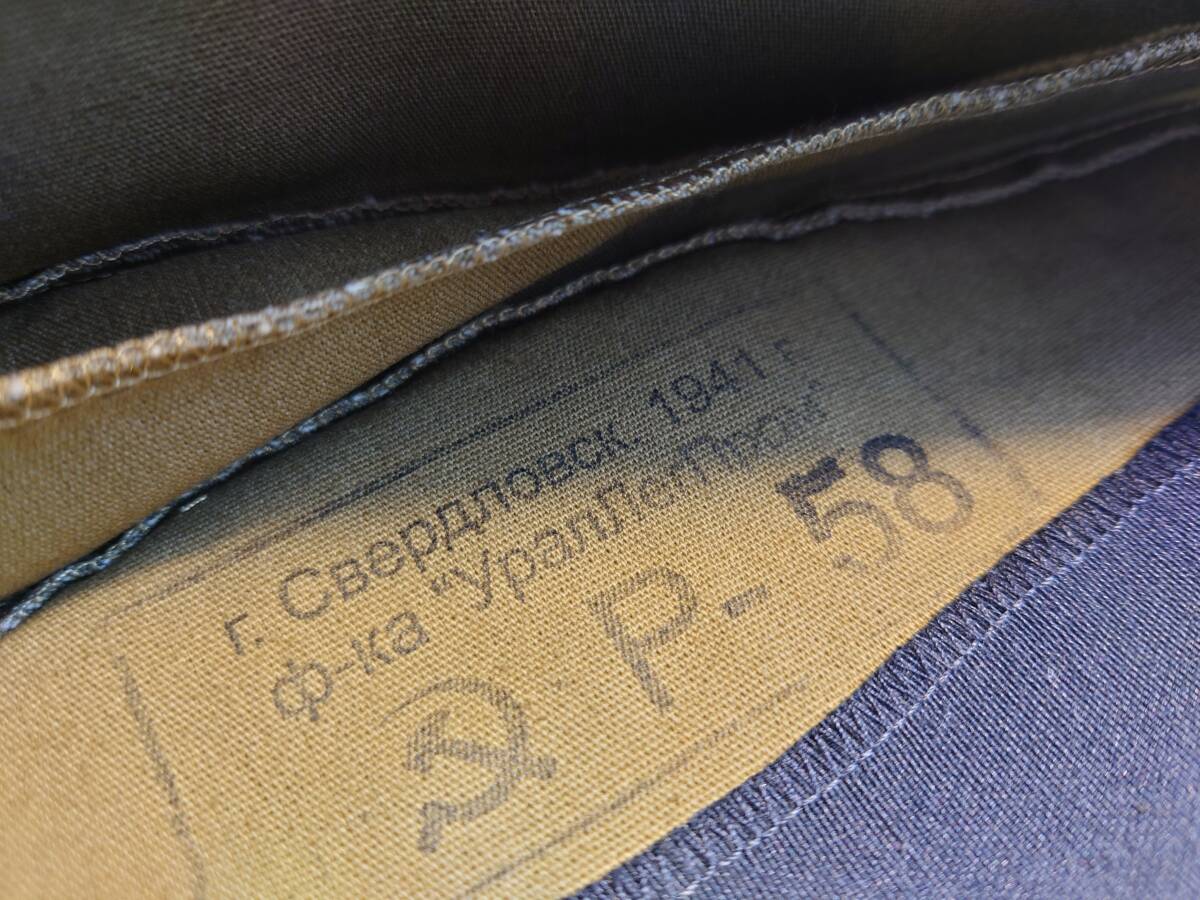 г. Свердловск. 1941 г
ф-ка "УралЛегПром"
Р- 58